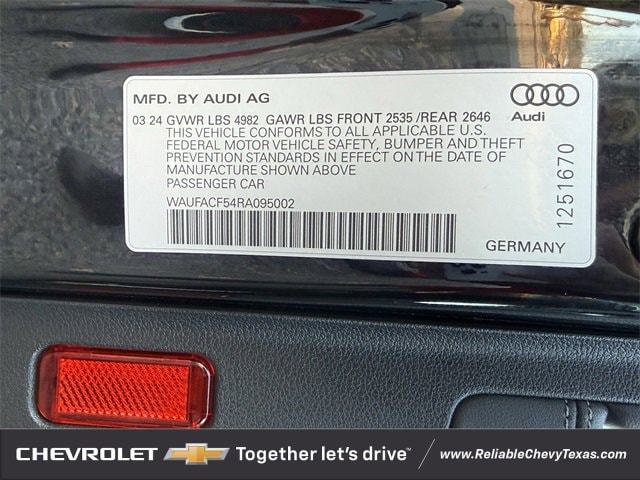 MFD. BY AUDI AG
Audi
03 24 GVWR LBS 4982 GAWR LBS FRONT 2535 /REAR 2646
THIS VEHICLE CONFORMS TO ALL APPLICABLE U.S.
FEDERAL MOTOR VEHICLE SAFETY, BUMPER AND THEFT
PREVENTION STANDARDS IN EFFECT ON THE DATE OF
MANUFACTURE SHOWN ABOVE
PASSENGER CAR
WAUFACF54RA095002
1251670
GERMANY
CHEVROLET Together let's drive™ www.ReliableChevyTexas.com